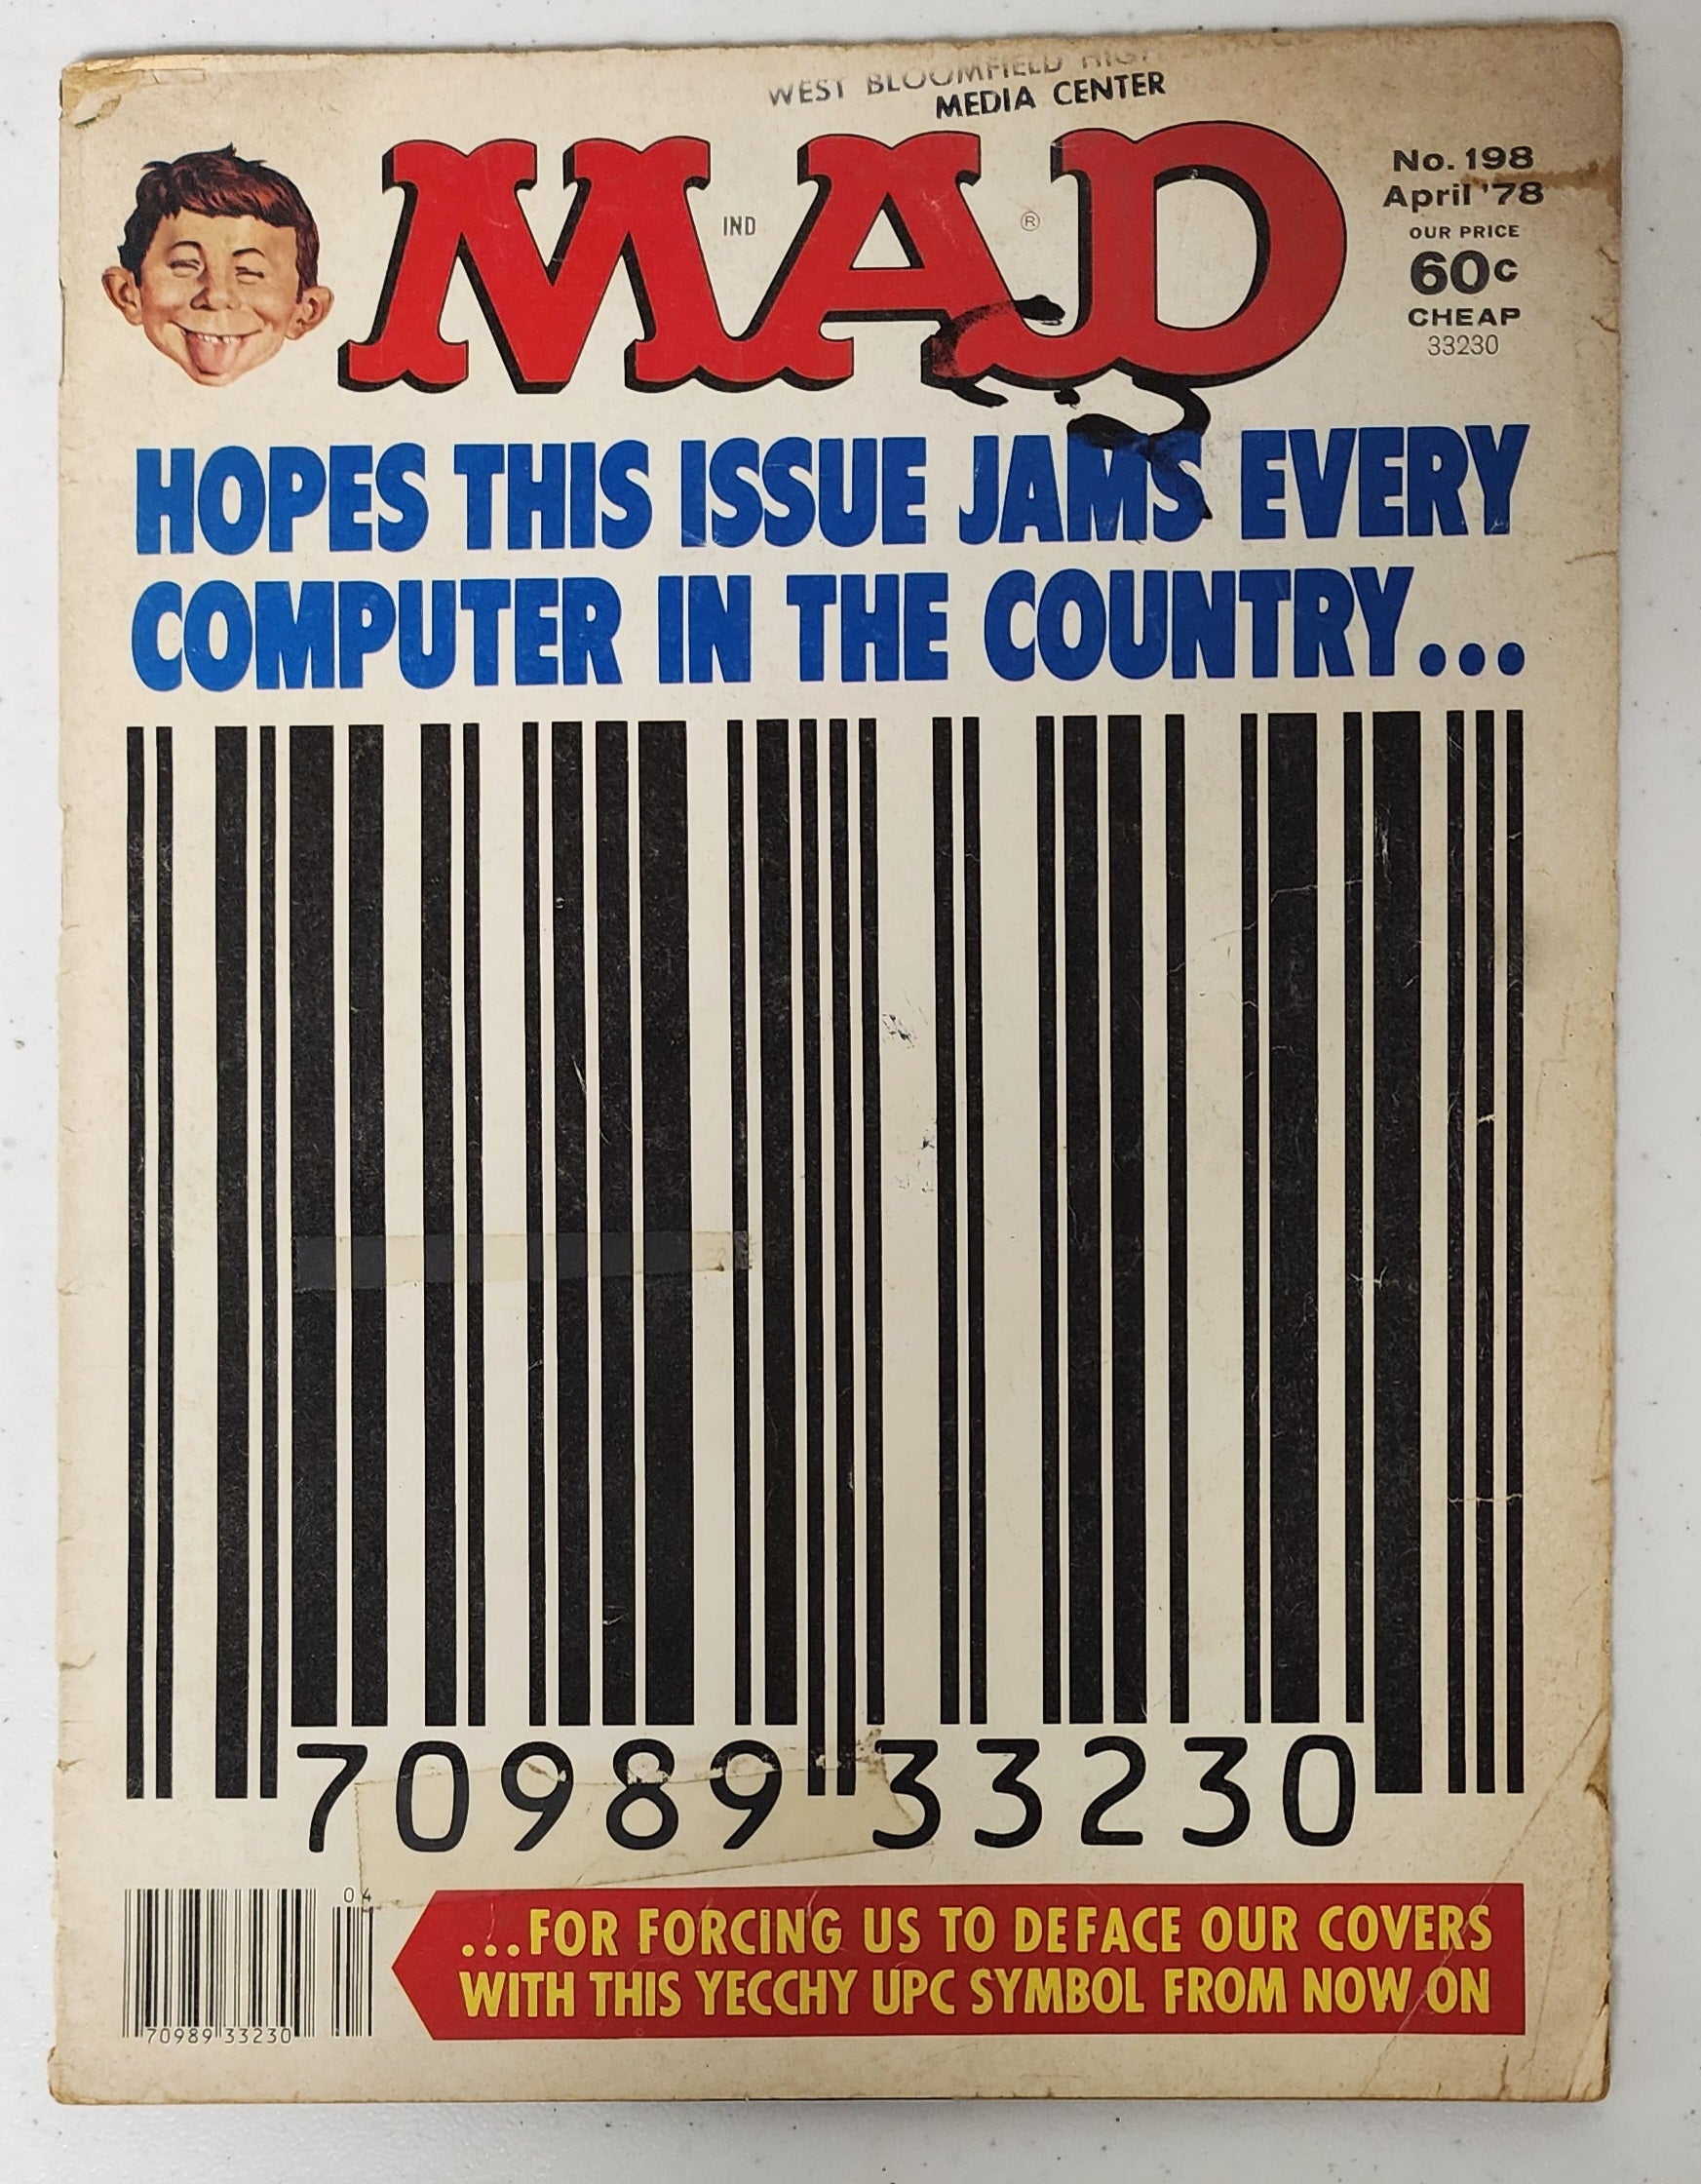 WEST BLOOMFIELD HIGH
MEDIA CENTER
MAD
IND
®
No. 198
April '78
OUR PRICE
60c
CHEAP
33230
HOPES THIS ISSUE JAMS EVERY
COMPUTER IN THE COUNTRY...
70989 33230
04
70989 33230
...FOR FORCING US TO DEFACE OUR COVERS
WITH THIS YECCHY UPC SYMBOL FROM NOW ON